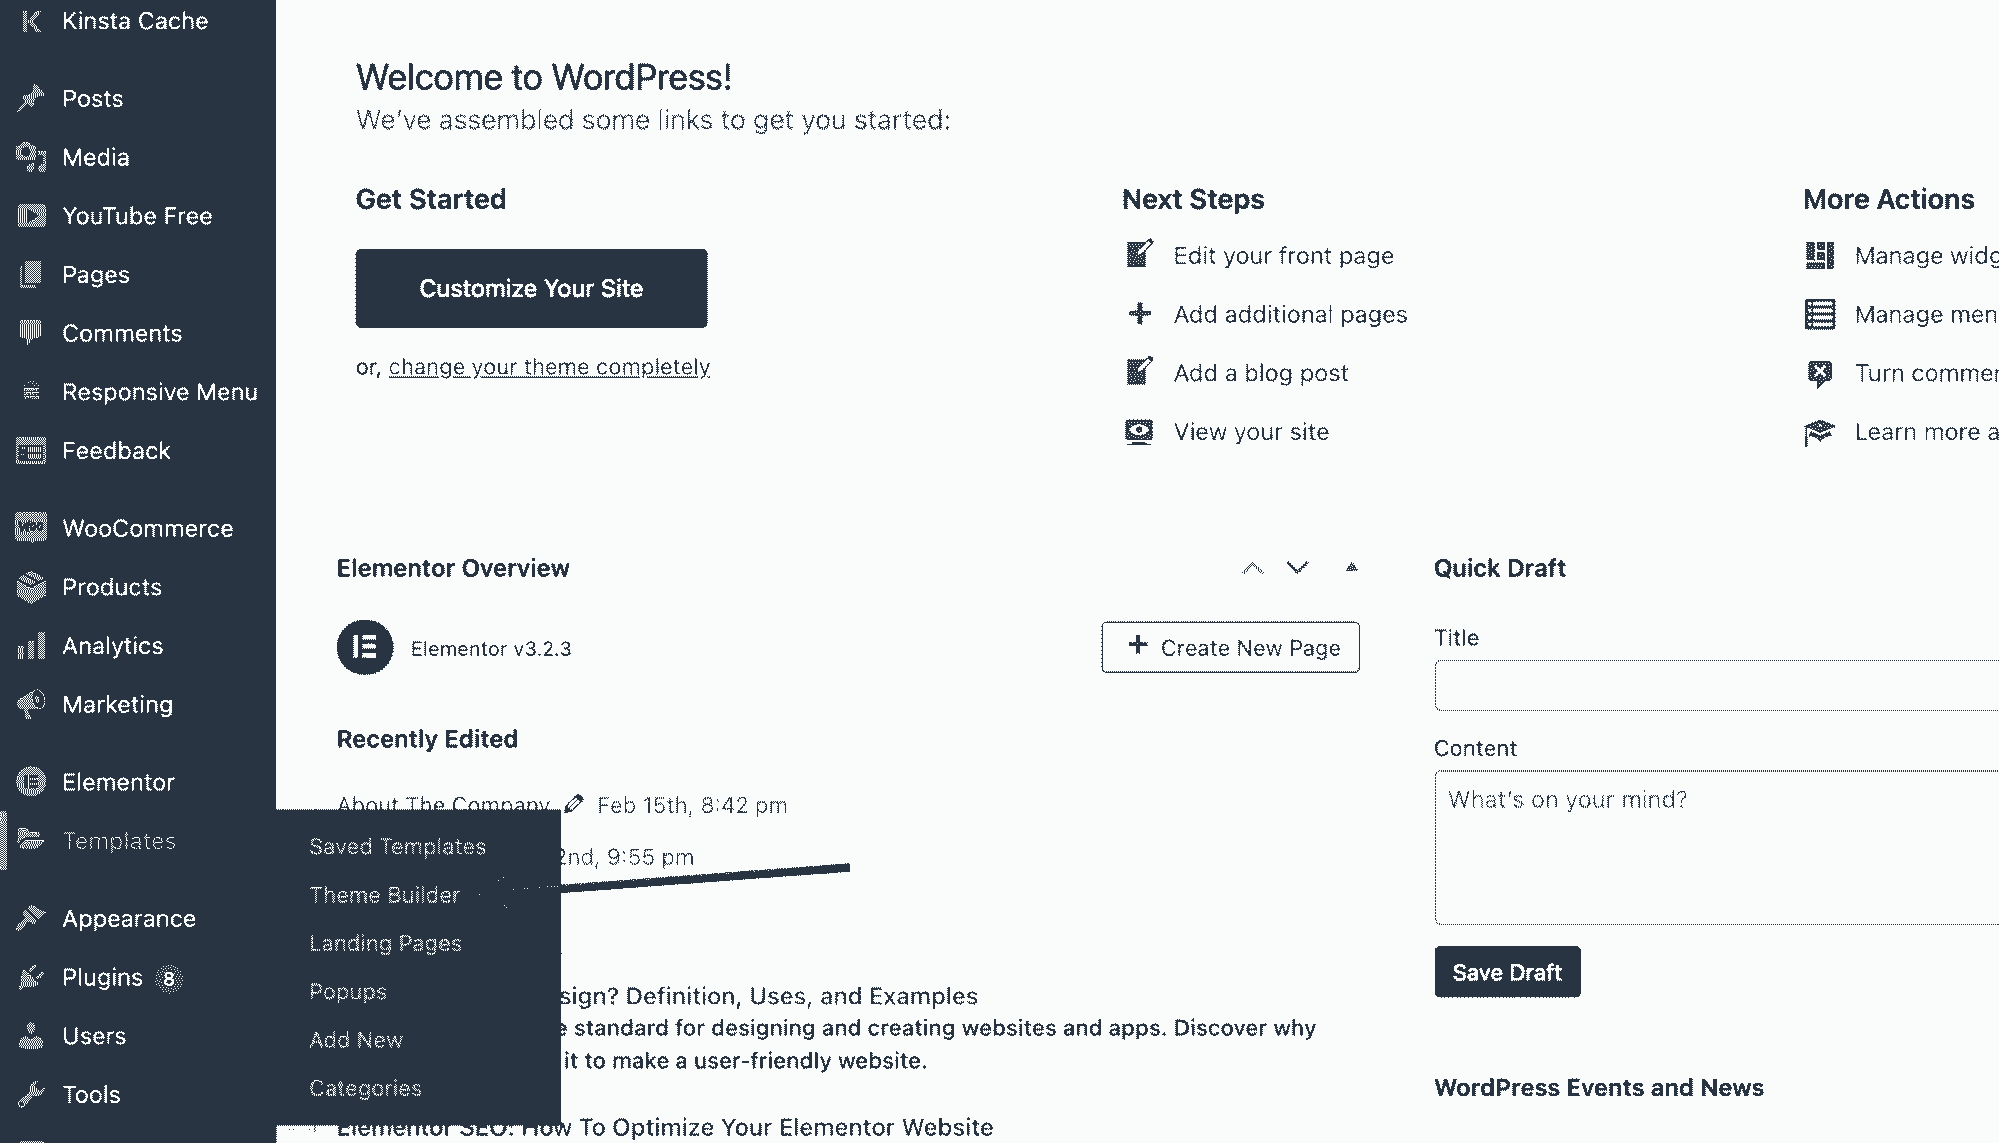 Kinsta Cache
Posts
Media
YouTube Free
Pages
Comments
Responsive Menu
Feedback
WooCommerce
Products
Analytics
Marketing
Elementor
Templates
Appearance
Plugins 8
Users
Tools
Saved Templates
Theme Builder
Landing Pages
Popups
Add New
Categories
Welcome to WordPress!
We've assembled some links to get you started:
Get Started
Customize Your Site
or, change your theme completely
Next Steps
Edit your front page
Add additional pages
Add a blog post
View your site
More Actions
Manage widg
Manage men
Turn commen
Learn more a
Elementor Overview
Elementor v3.2.3
Create New Page
Recently Edited
About The Company Feb 15th, 8:42 pm
2nd, 9:55 pm
sign? Definition, Uses, and Examples
e standard for designing and creating websites and apps. Discover why
it to make a user-friendly website.
Elementor SEO: How To Optimize Your Elementor Website
Quick Draft
Title
Content
What's on your mind?
Save Draft
WordPress Events and News